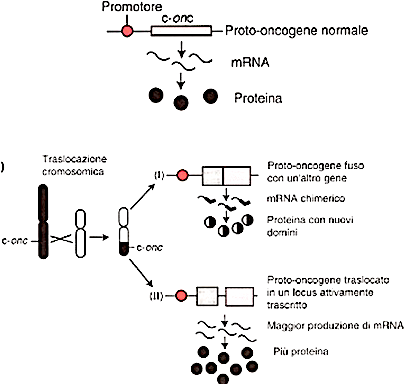 Promotore
c-onc
Proto-oncogene normale
mRNA
Proteina
)
Traslocazione
cromosomica
c-onc
c-onc
(I)
Proto-oncogene fuso
con un'altro gene
mRNA chimerico
Proteina con nuovi
domini
(II)
Proto-oncogene traslocato
in un locus attivamente
trascritto
Maggior produzione di mRNA
Più proteina